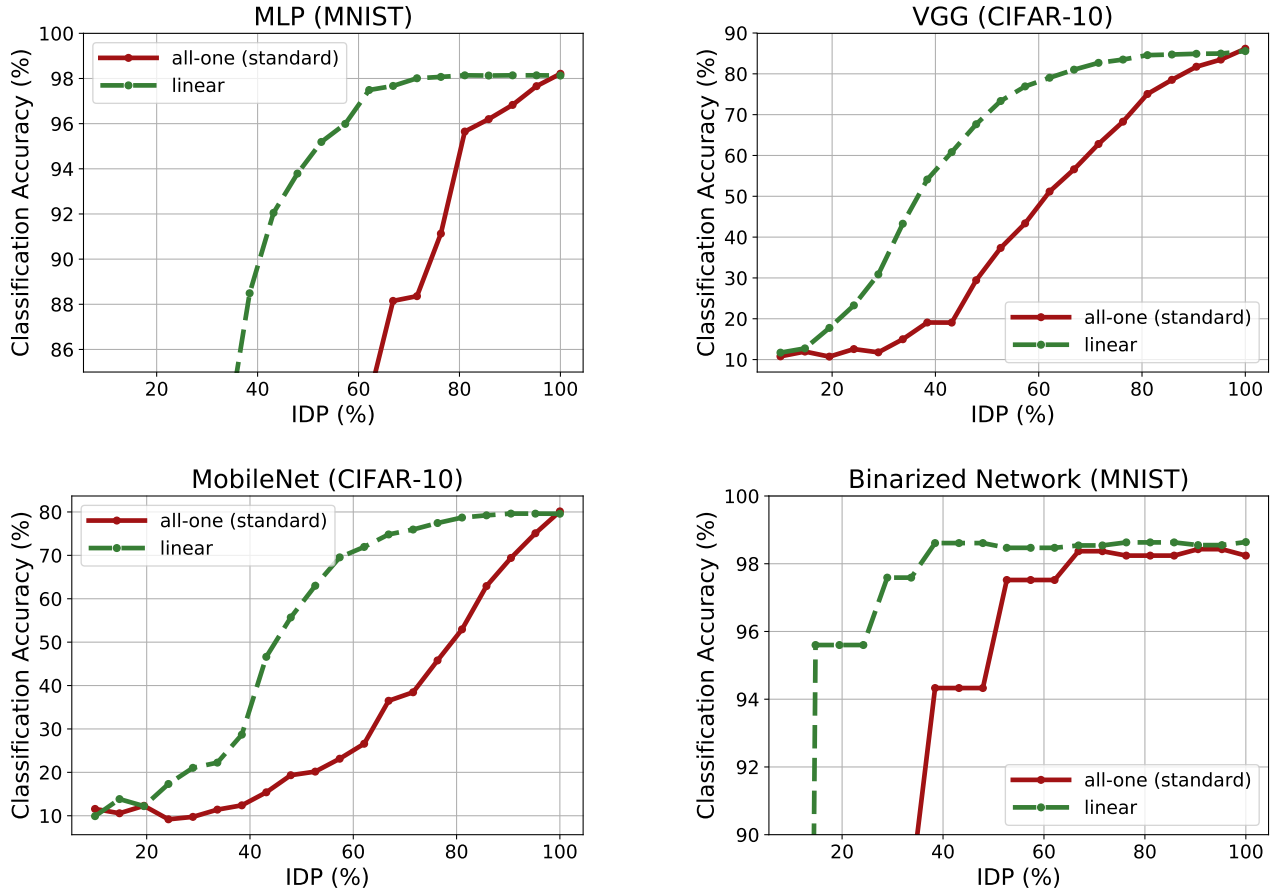 MLP (MNIST)
100
98
96
94
92
90
88
86
Classification Accuracy (%)
all-one (standard)
linear
20 40 60 80 100
IDP (%)
VGG (CIFAR-10)
90
80
70
60
50
40
30
20
10
Classification Accuracy (%)
all-one (standard)
linear
20 40 60 80 100
IDP (%)
MobileNet (CIFAR-10)
80
70
60
50
40
30
20
10
Classification Accuracy (%)
all-one (standard)
linear
20 40 60 80 100
IDP (%)
Binarized Network (MNIST)
100
98
96
94
92
90
Classification Accuracy (%)
all-one (standard)
linear
20 40 60 80 100
IDP (%)